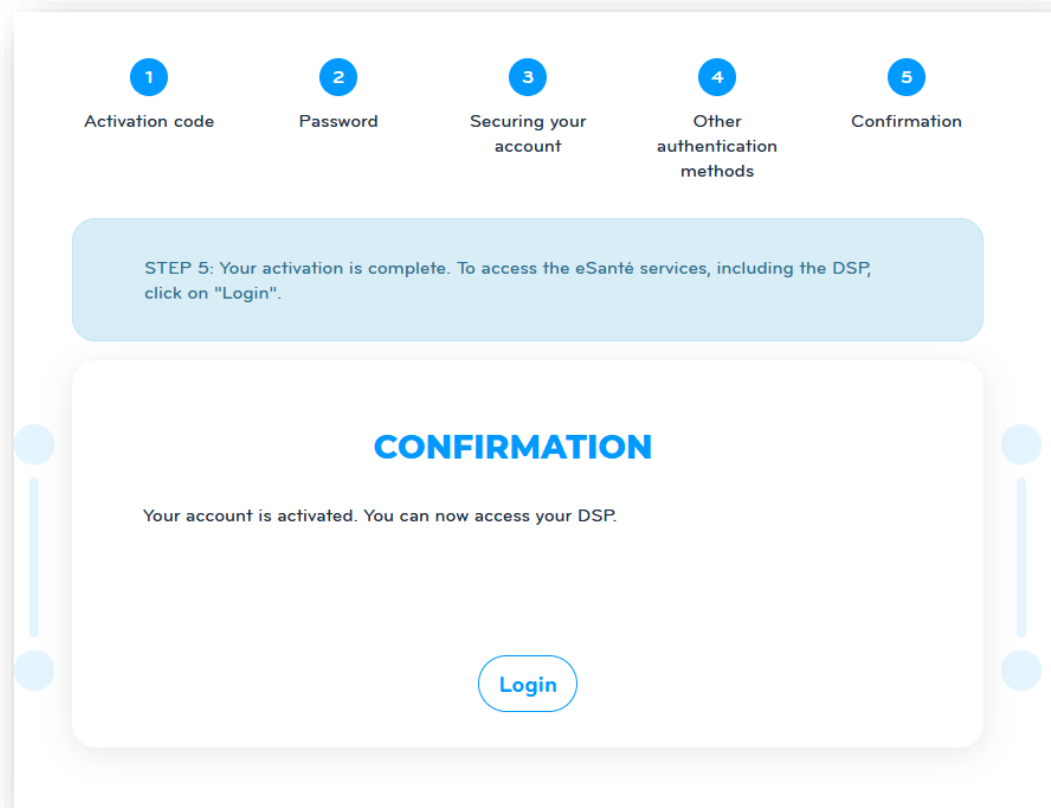 1
2
3
4
5
Activation code
Password
Securing your
account
Other
authentication
methods
Confirmation
STEP 5: Your activation is complete. To access the eSanté services, including the DSP,
click on "Login".
CONFIRMATION
Your account is activated. You can now access your DSP.
Login